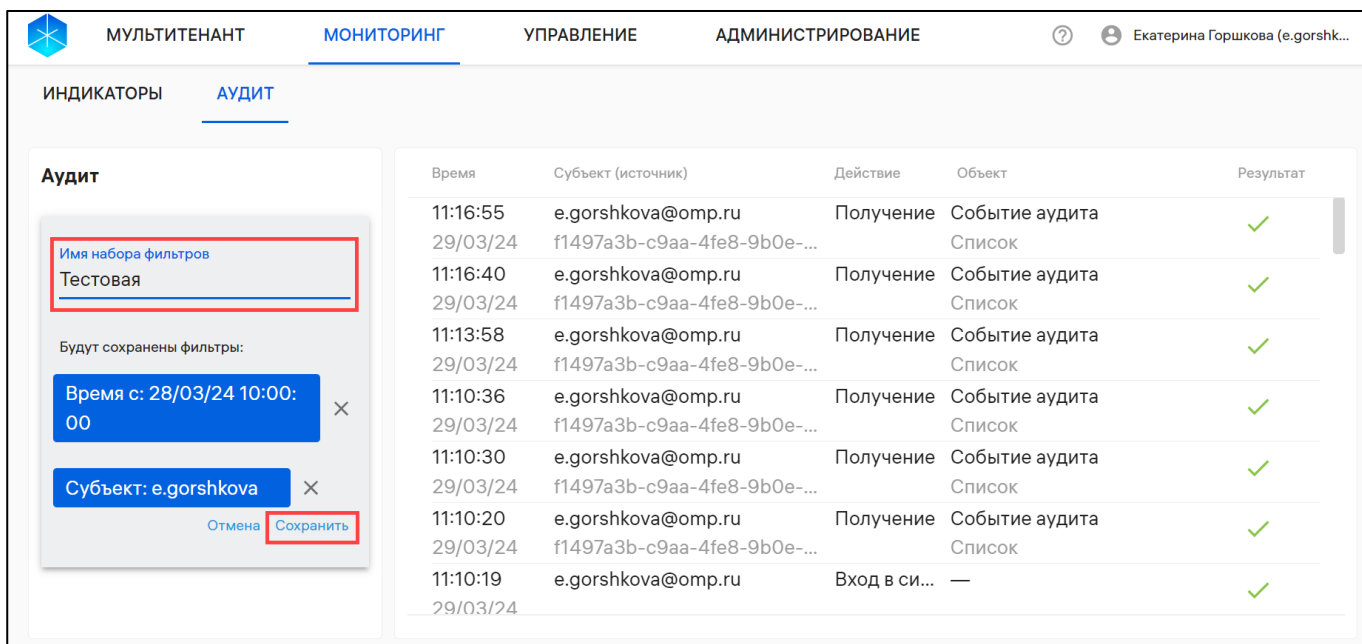 МУЛЬТИТЕНАНТ МОНИТОРИНГ УПРАВЛЕНИЕ АДМИНИСТРИРОВАНИЕ ? Екатерина Горшкова (e.gorshk...
ИНДИКАТОРЫ АУДИТ
Аудит
Имя набора фильтров
Тестовая
Будут сохранены фильтры:
Время с: 28/03/24 10:00:
00
Субъект: e.gorshkova
Отмена Сохранить
Время Субъект (источник) Действие Объект Результат
11:16:55 e.gorshkova@omp.ru Получение Событие аудита
29/03/24 f1497a3b-c9aa-4fe8-9b0e-... Список
11:16:40 e.gorshkova@omp.ru Получение Событие аудита
29/03/24 f1497a3b-c9aa-4fe8-9b0e-... Список
11:13:58 e.gorshkova@omp.ru Получение Событие аудита
29/03/24 f1497a3b-c9aa-4fe8-9b0e-... Список
11:10:36 e.gorshkova@omp.ru Получение Событие аудита
29/03/24 f1497a3b-c9aa-4fe8-9b0e-... Список
11:10:30 e.gorshkova@omp.ru Получение Событие аудита
29/03/24 f1497a3b-c9aa-4fe8-9b0e-... Список
11:10:20 e.gorshkova@omp.ru Получение Событие аудита
29/03/24 f1497a3b-c9aa-4fe8-9b0e-... Список
11:10:19 e.gorshkova@omp.ru Вход в си... —
29/03/24